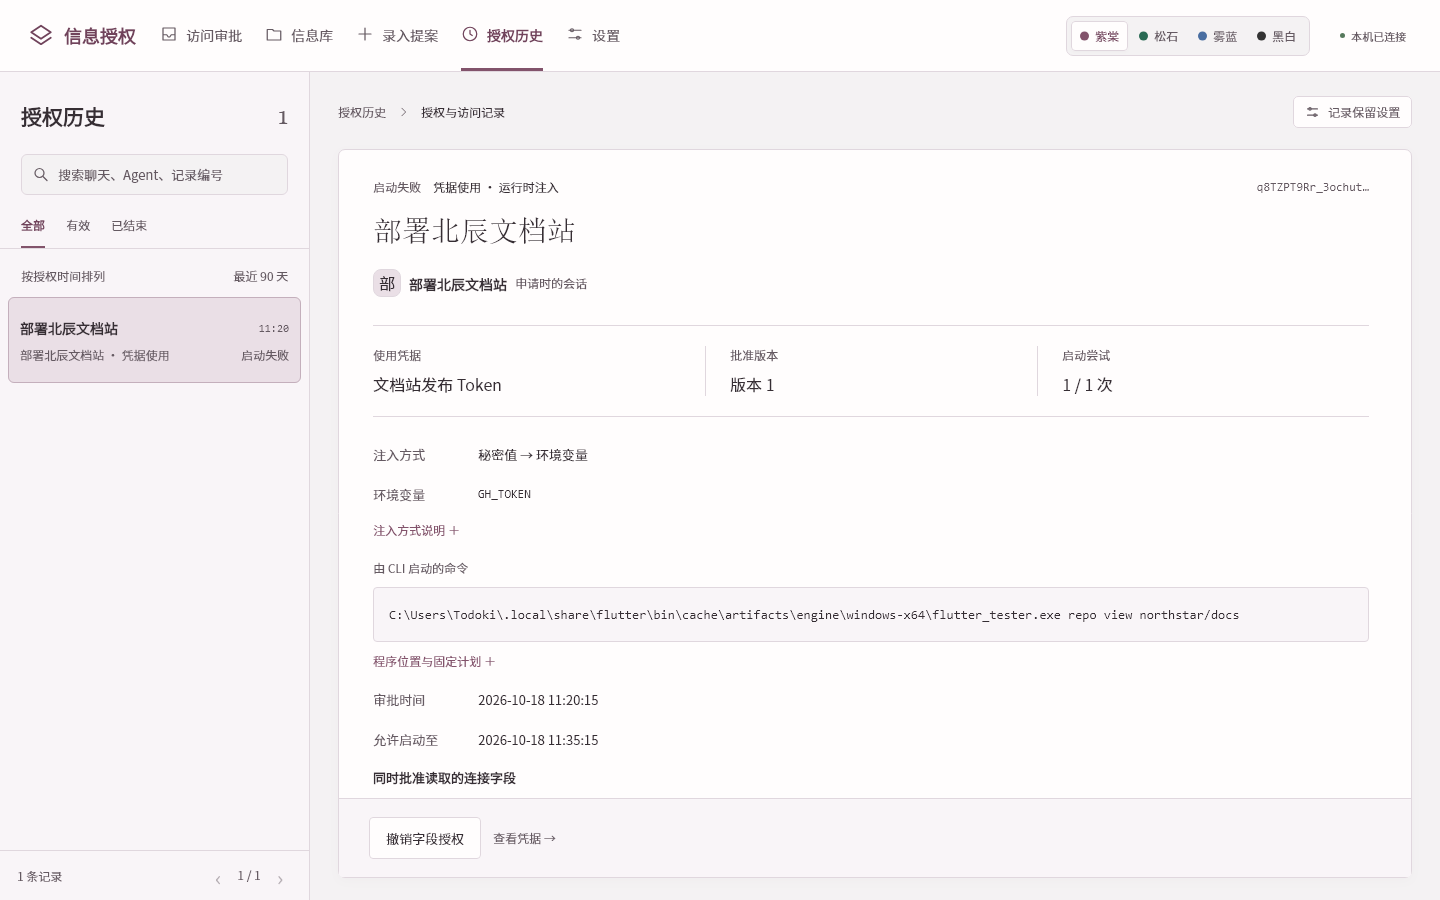 信息授权
访问审批
信息库
录入提案
授权历史
设置
紫棠
松石
雾蓝
黑白
本机已连接
授权历史
1
搜索聊天、Agent、记录编号
全部
有效
已结束
按授权时间排列
最近 90 天
部署北辰文档站
11:20
部署北辰文档站 · 凭据使用
启动失败
1 条记录
‹ 1 / 1 ›
授权历史 > 授权与访问记录
记录保留设置
启动失败 凭据使用 · 运行时注入
q8TZPT9Rr_3ochut…
部署北辰文档站
部
部署北辰文档站 申请时的会话
使用凭据
文档站发布 Token
批准版本
版本 1
启动尝试
1 / 1 次
注入方式 秘密值 → 环境变量
环境变量 GH_TOKEN
注入方式说明 +
由 CLI 启动的命令
C:\Users\Todoki\.local\share\flutter\bin\cache\artifacts\engine\windows-x64\flutter_tester.exe repo view northstar/docs
程序位置与固定计划 +
审批时间 2026-10-18 11:20:15
允许启动至 2026-10-18 11:35:15
同时批准读取的连接字段
撤销字段授权
查看凭据 →